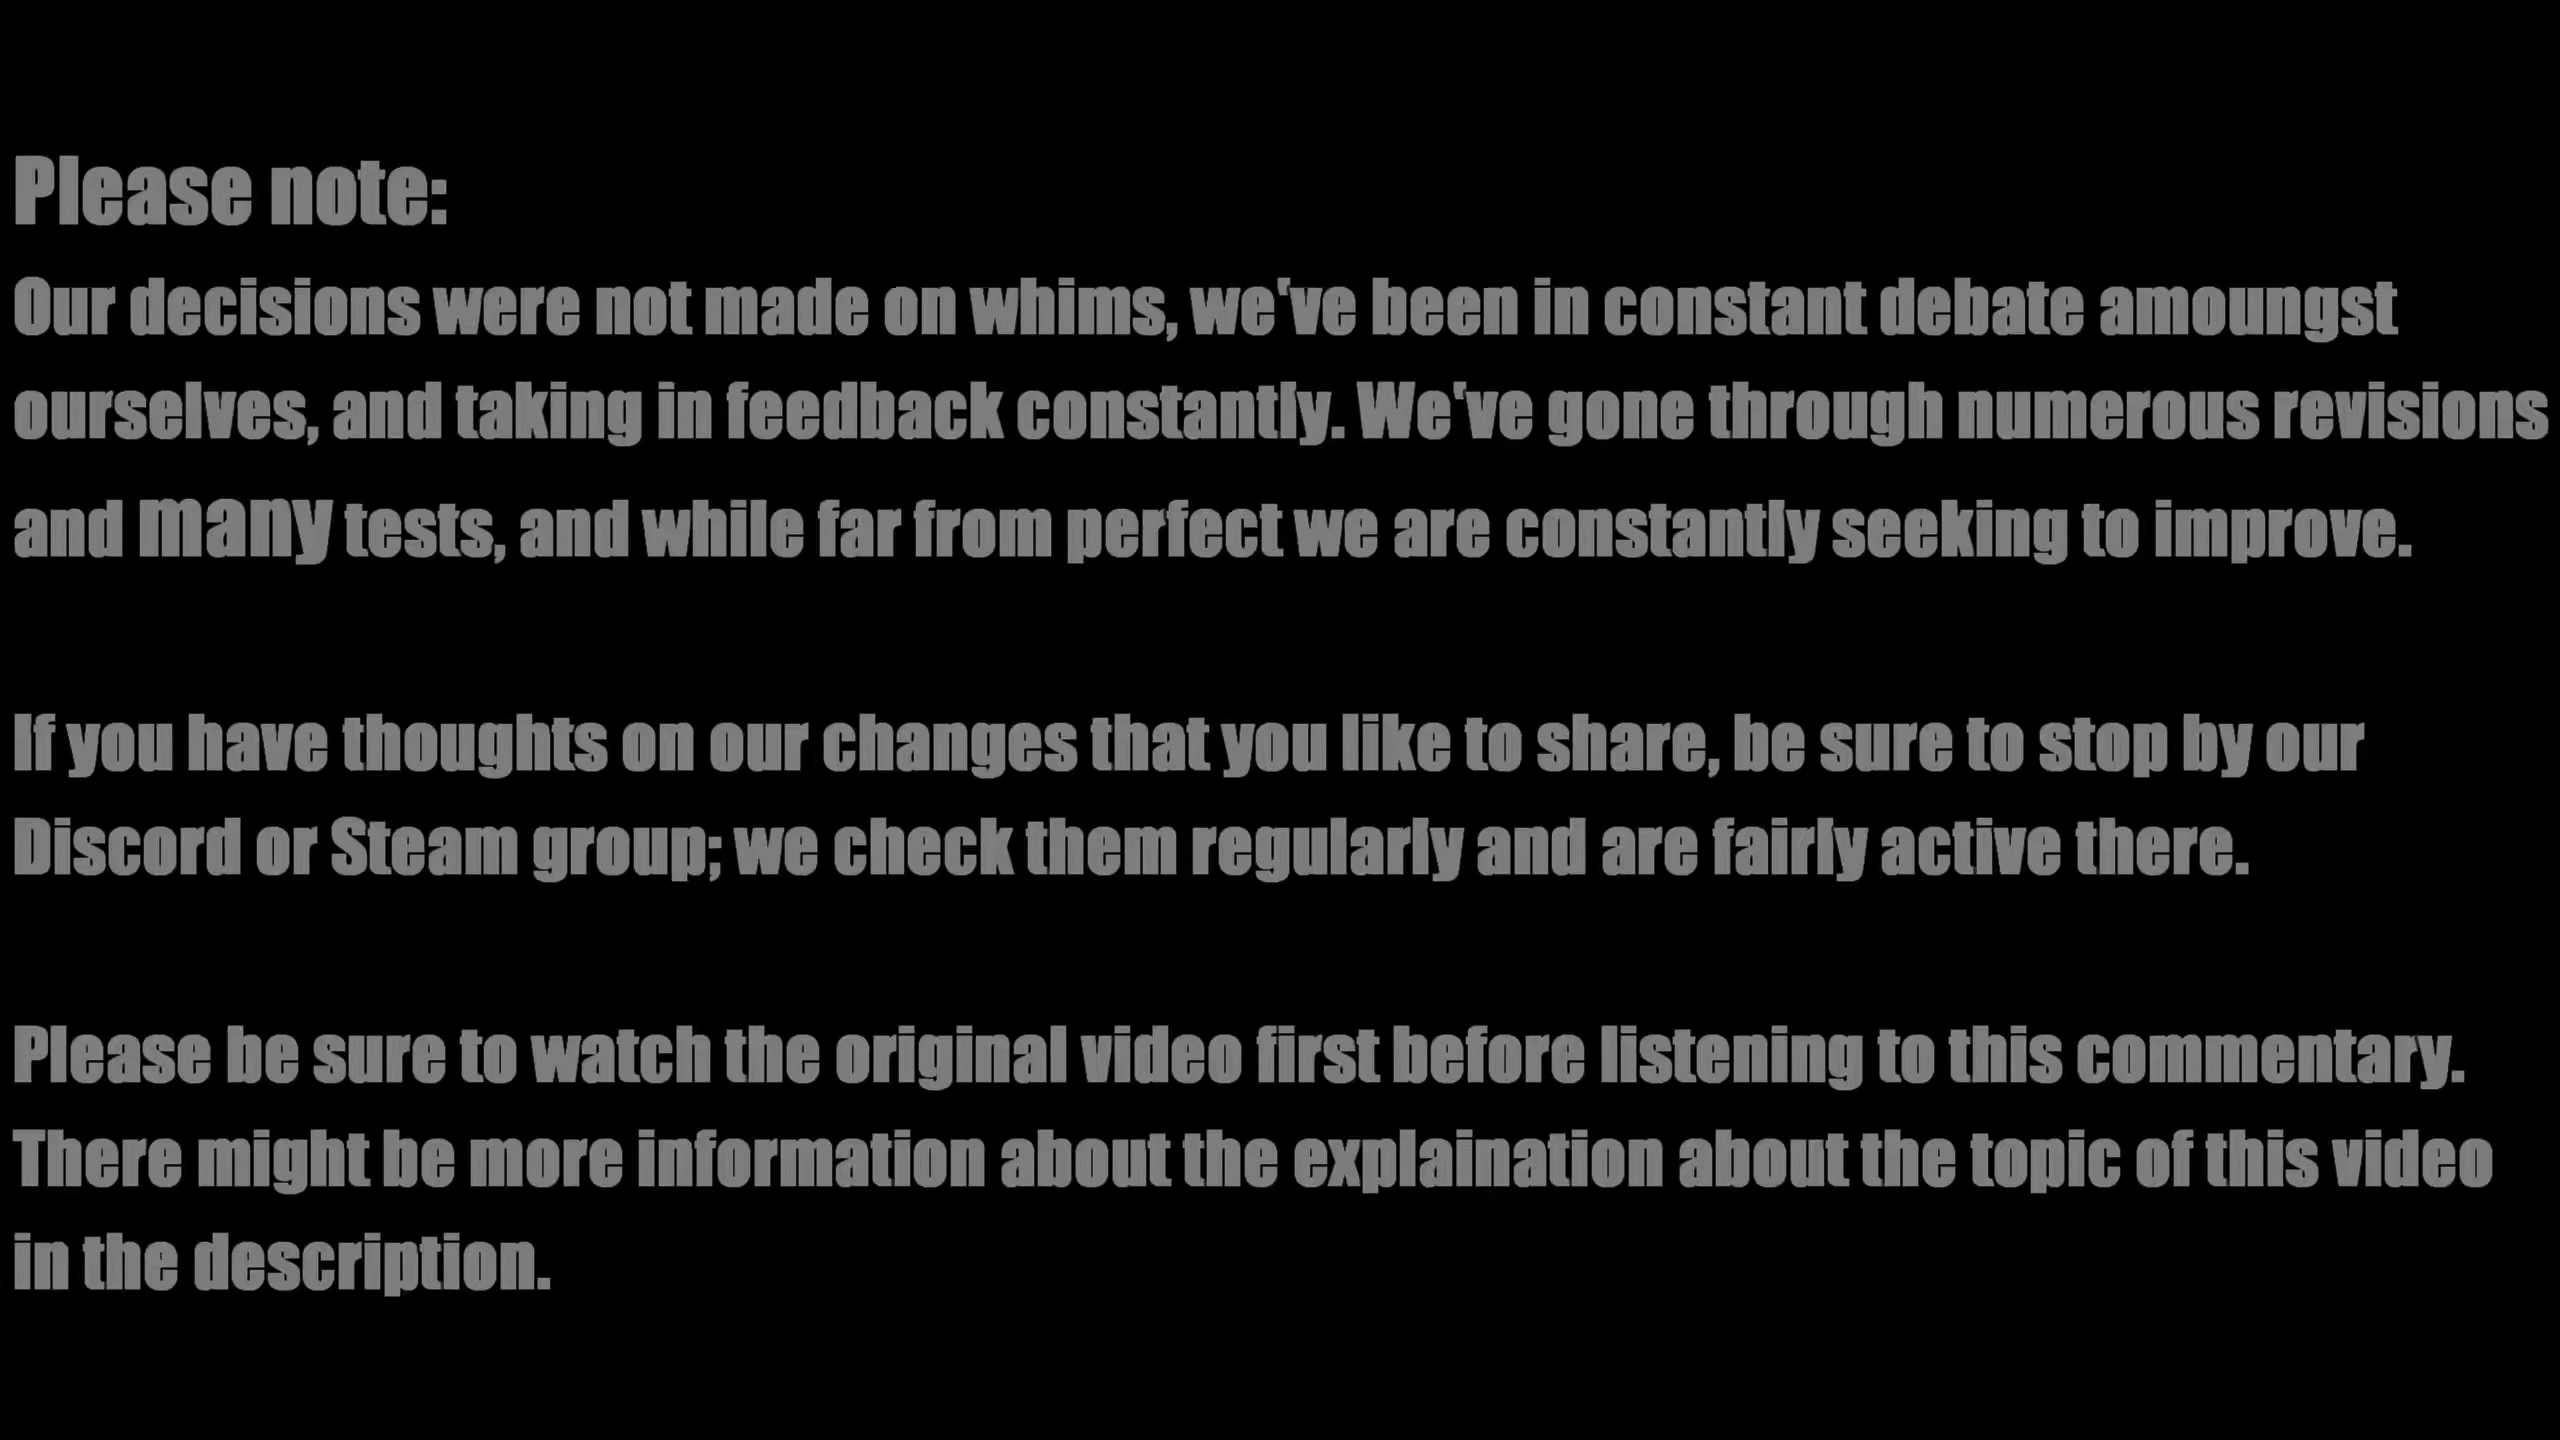 Please note:
Our decisions were not made on whims, we've been in constant debate amoungst
ourselves, and taking in feedback constantly. We've gone through numerous revisions
and many tests, and while far from perfect we are constantly seeking to improve.
If you have thoughts on our changes that you like to share, be sure to stop by our
Discord or Steam group; we check them regularly and are fairly active there.
Please be sure to watch the original video first before listening to this commentary.
There might be more information about the explaination about the topic of this video
in the description.